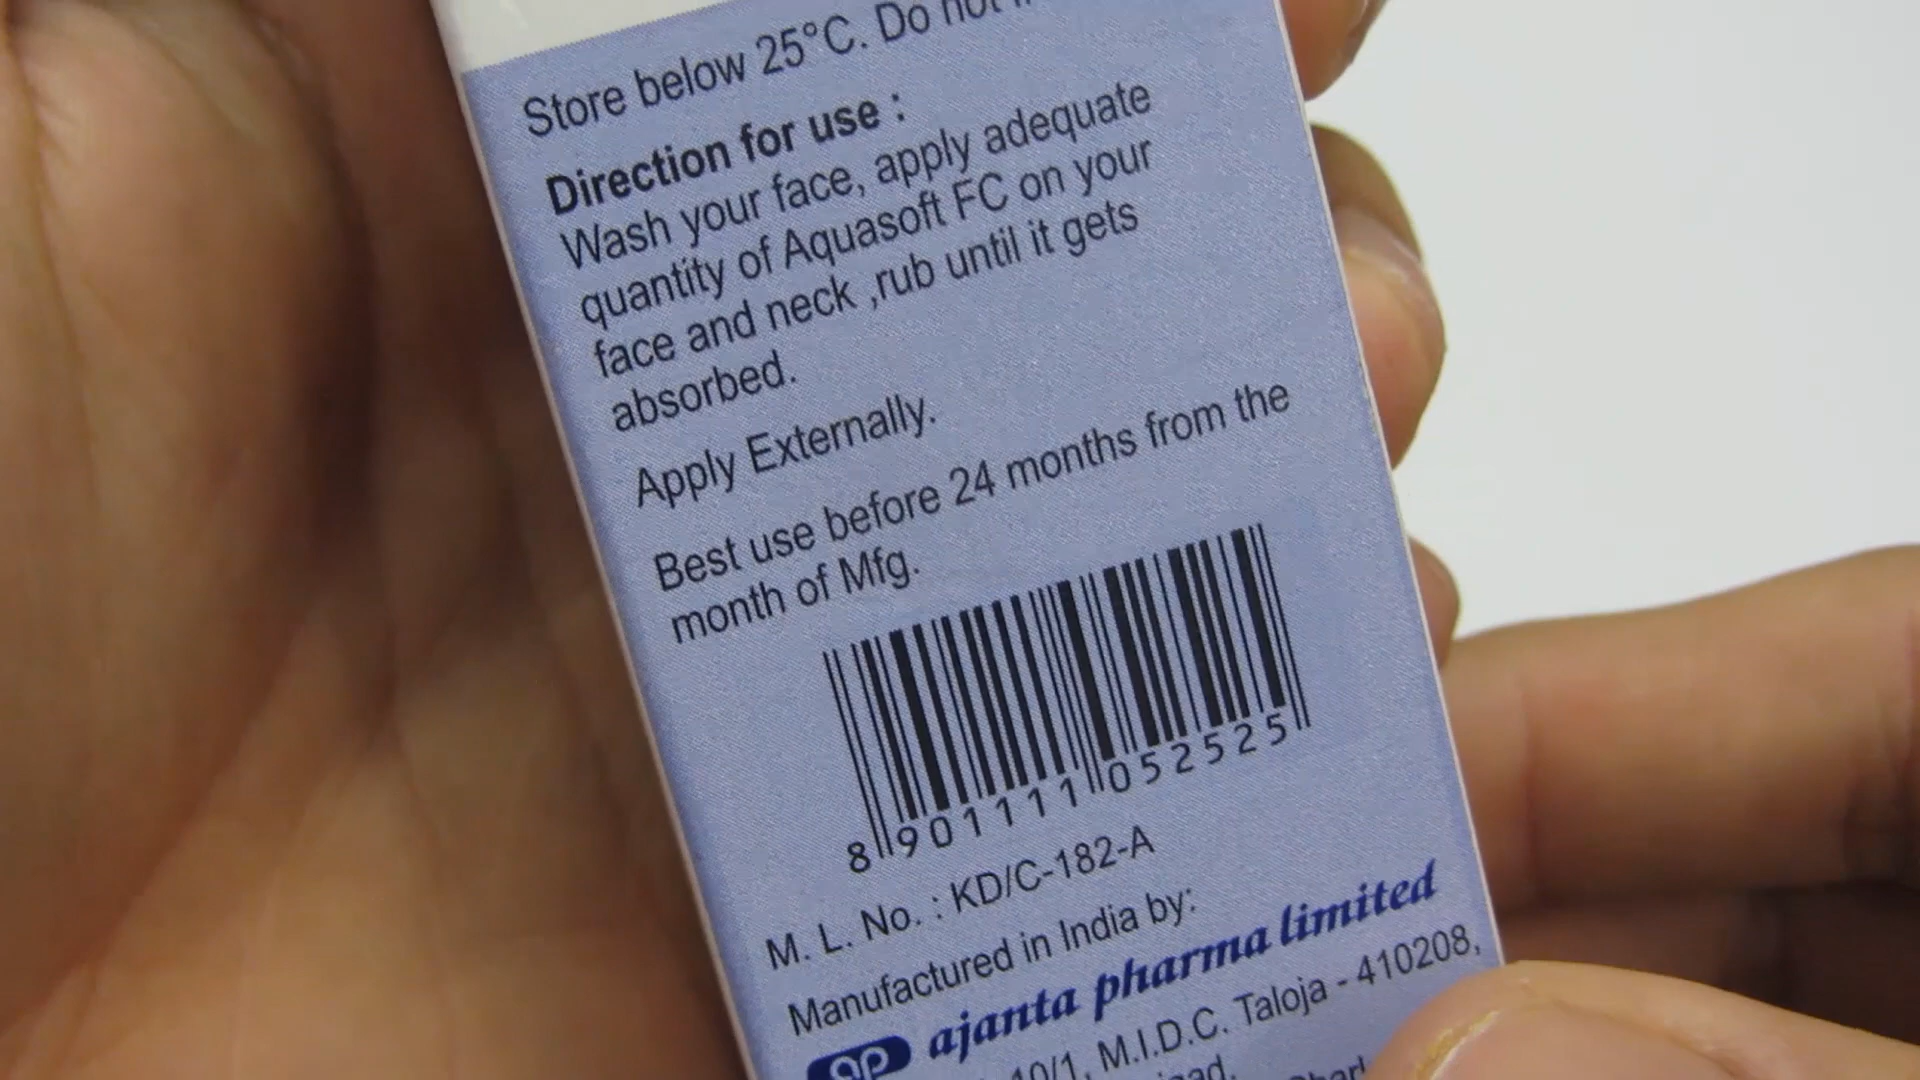 Store below 25°C. Do not
Direction for use :
Wash your face, apply adequate
quantity of Aquasoft FC on your
face and neck ,rub until it gets
absorbed.
Apply Externally.
Best use before 24 months from the
month of Mfg.
8 901111 052525
M. L. No. : KD/C-182-A
Manufactured in India by:
ajanta pharma limited
10/1, M.I.D.C. Taloja - 410208,